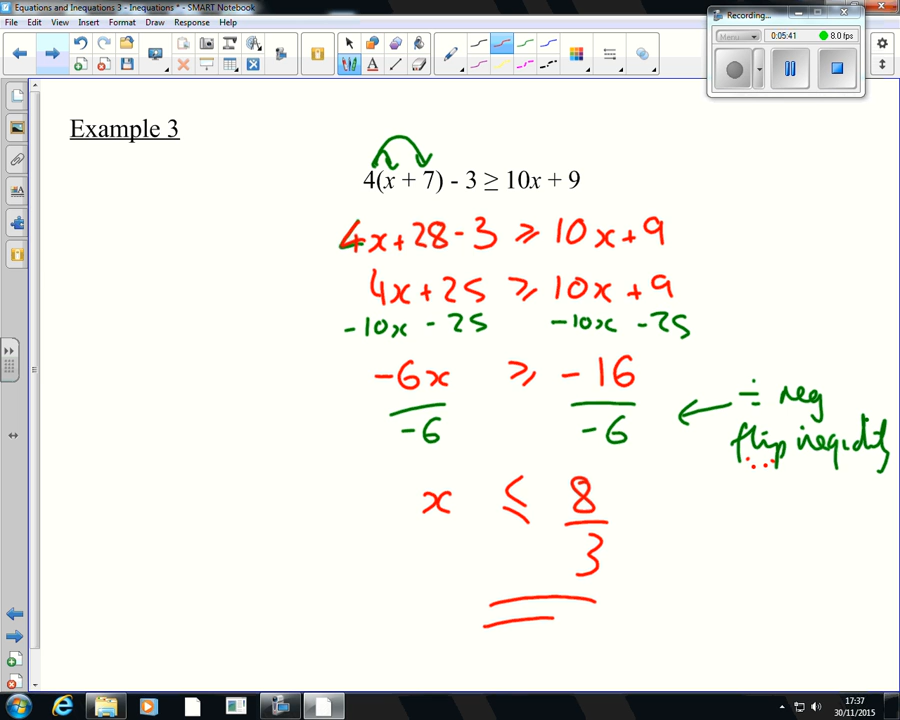 Equations and Inequations 3 - Inequations * - SMART Notebook
File Edit View Insert Format Draw Response Help
Recording...
Menu
0:05:41
8.0 fps
Example 3
4(x + 7) - 3 ≥ 10x + 9
4x+28-3 ≥ 10x+9
4x+25 ≥ 10x+9
-10x -25 -10x -25
-6x ≥ -16
-6 -6
÷ neg
flip inequality
...
x ≤ 8
3
17:37
30/11/2015